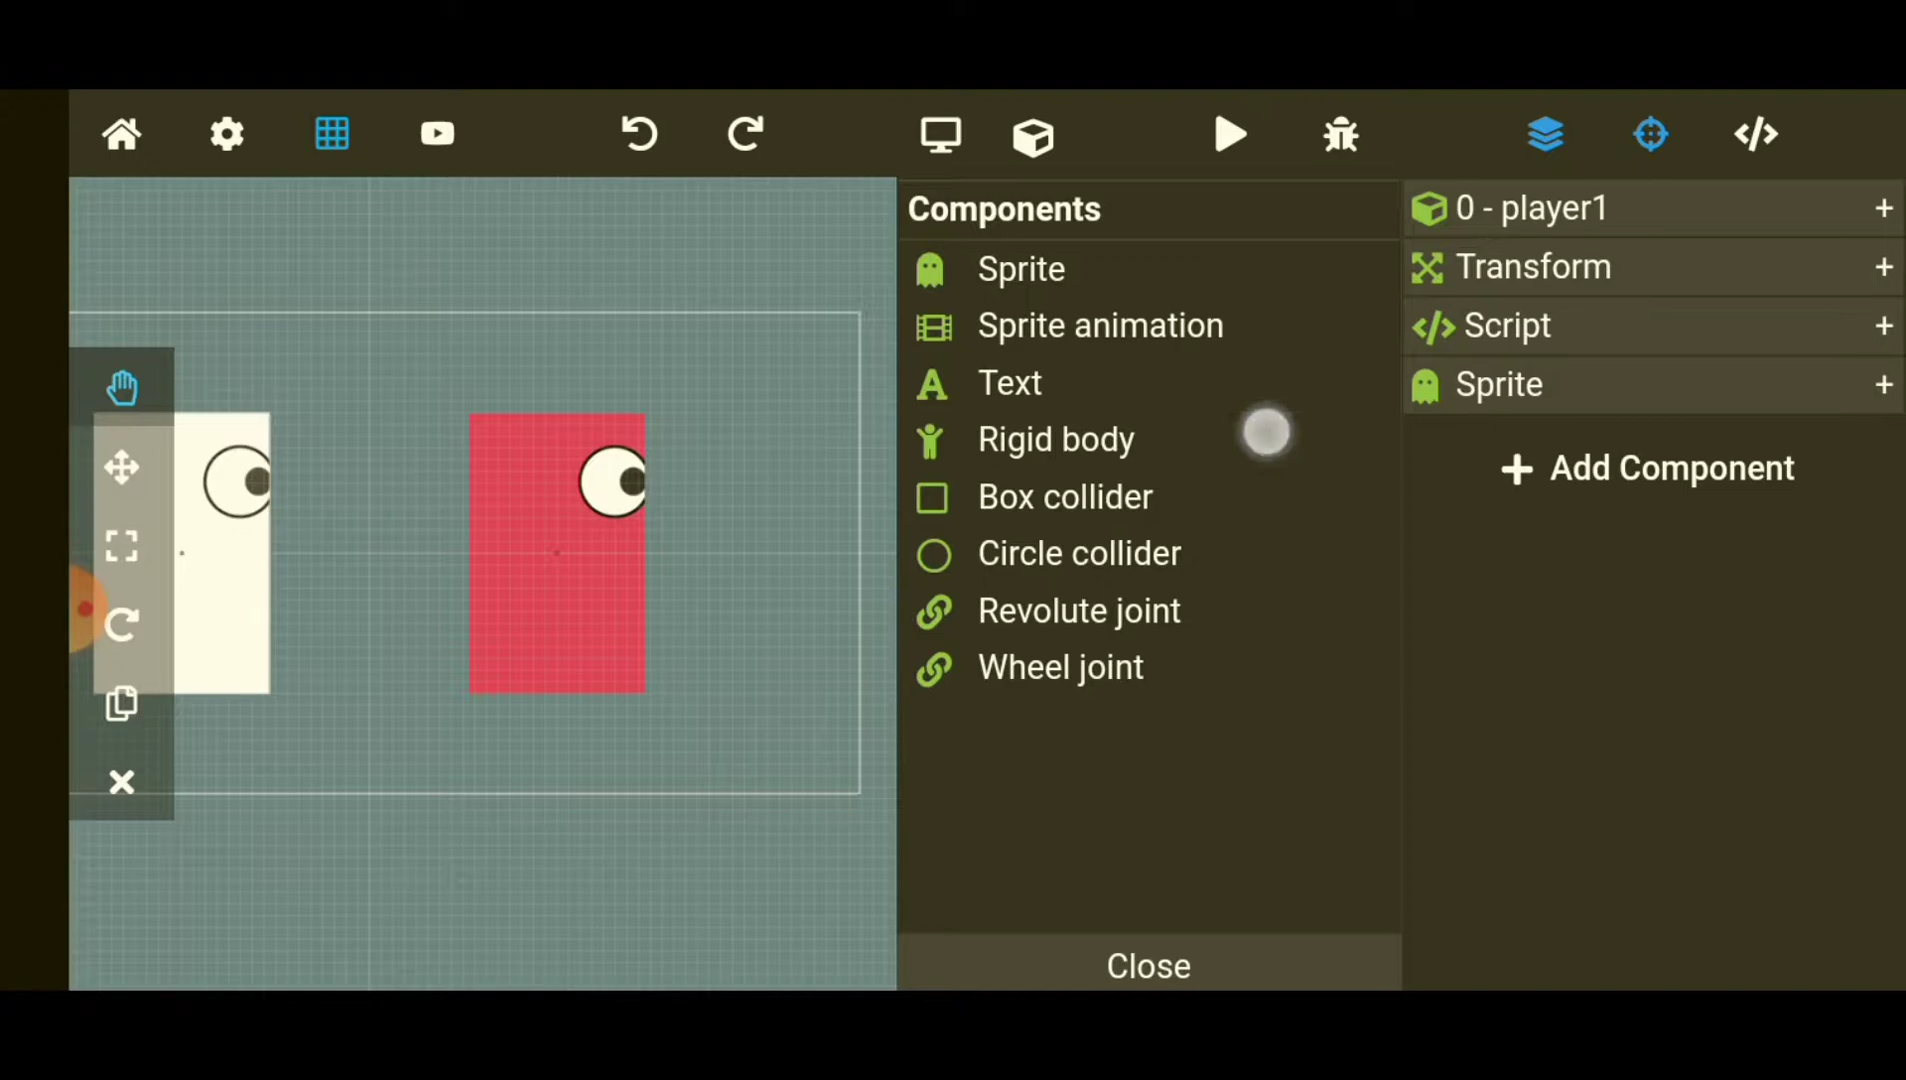 Components
Sprite
Sprite animation
Text
Rigid body
Box collider
Circle collider
Revolute joint
Wheel joint
Close
0 - player1 +
Transform +
Script +
Sprite +
+ Add Component